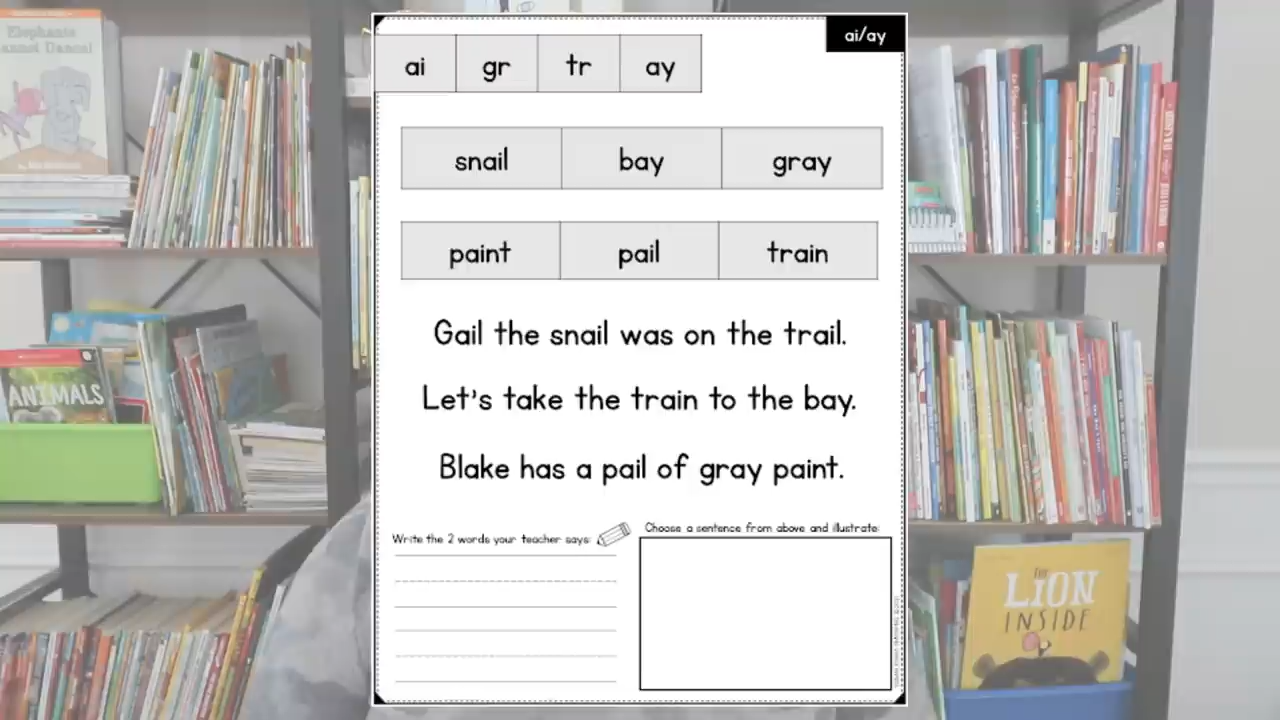 Elephants
Cannot Dance!
ai/ay
ai gr tr ay
snail bay gray
paint pail train
Gail the snail was on the trail.
Let's take the train to the bay.
Blake has a pail of gray paint.
Write the 2 words your teacher says:
Choose a sentence from above and illustrate:
ANIMALS
THE
LION
INSIDE